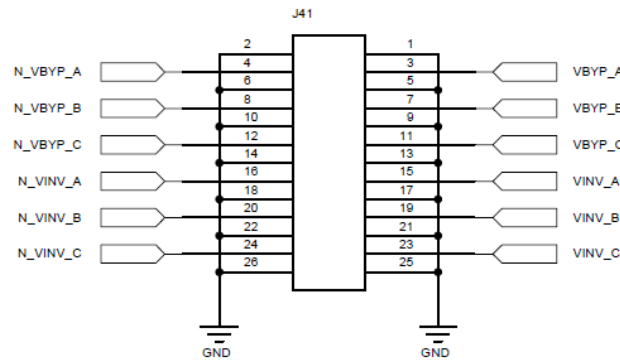 J41
2 1
N_VBYP_A 4 3 VBYP_A
6 5
N_VBYP_B 8 7 VBYP_B
10 9
N_VBYP_C 12 11 VBYP_C
14 13
N_VINV_A 16 15 VINV_A
18 17
N_VINV_B 20 19 VINV_B
22 21
N_VINV_C 24 23 VINV_C
26 25
GND GND